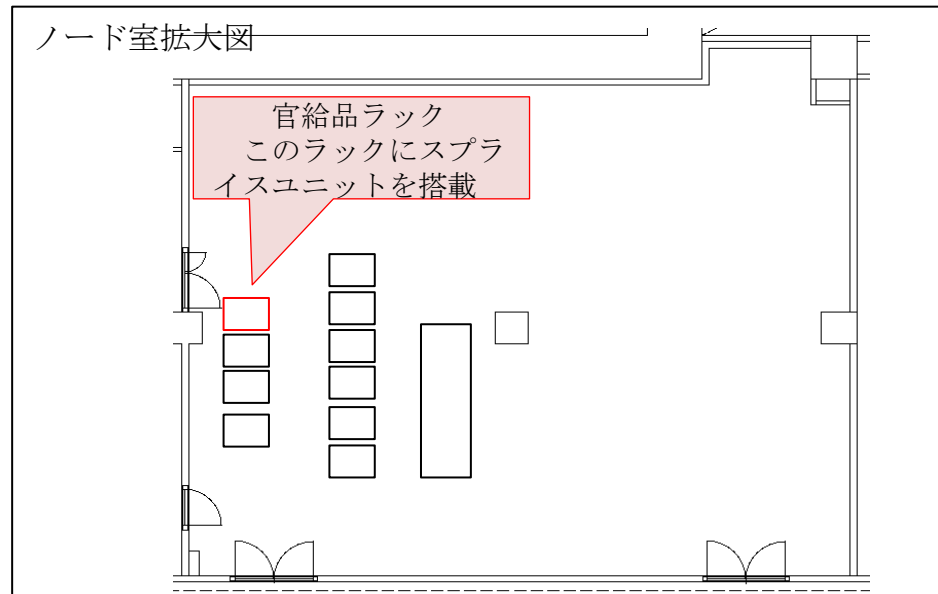 ノード室拡大図
官給品ラック
このラックにスプラ
イスユニットを搭載